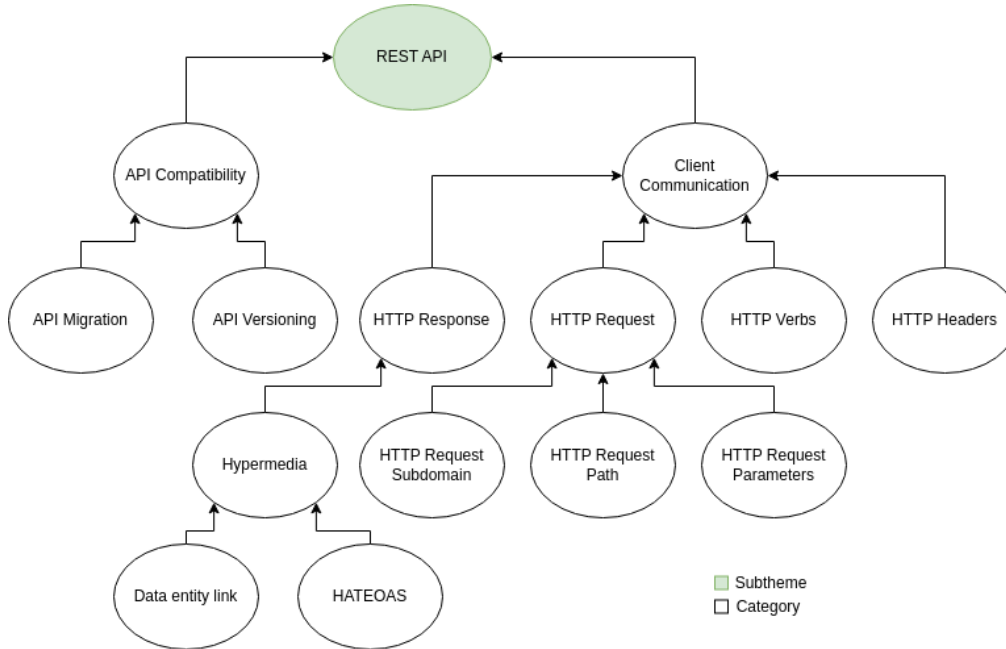 REST API
API Compatibility
Client
Communication
API Migration
API Versioning
HTTP Response
HTTP Request
HTTP Verbs
HTTP Headers
Hypermedia
HTTP Request
Subdomain
HTTP Request
Path
HTTP Request
Parameters
Data entity link
HATEOAS
Subtheme
Category